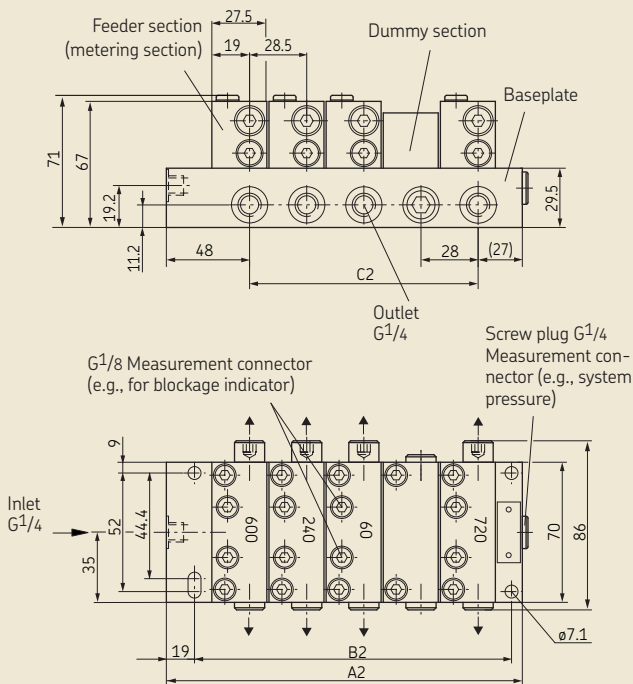 27.5
Feeder section
(metering section)
19
28.5
Dummy section
Baseplate
71
67
19.2
11.2
29.5
48
28
(27)
C2
Outlet
G1/4
G1/8 Measurement connector
(e.g., for blockage indicator)
Screw plug G1/4
Measurement con-
nector (e.g., system
pressure)
9
Inlet
G1/4
52
44.4
35
600
240
60
720
70
86
19
B2
ø7.1
A2